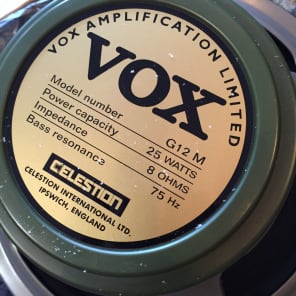 VOX AMPLIFICATION LIMITED
VOX
Model number G12 M
Power capacity 25 WATTS
Impedance 8 OHMS
Bass resonance 75 Hz
CELESTION
CELESTION INTERNATIONAL LTD.
IPSWICH, ENGLAND